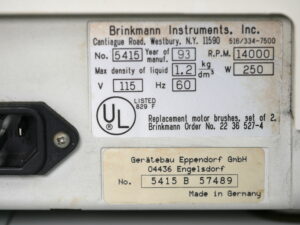 Brinkmann Instruments, Inc.
Cantiague Road, Westbury, N.Y. 11590 516/334-7500
No. 5415 Year of manuf. 93 R.P.M. 14000
Max density of liquid 1.2 kg dm³ W 250
V 115 Hz 60
UL LISTED 829 F
Replacement motor brushes, set of 2.
Brinkmann Order No. 22 36 527-4
Gerätebau Eppendorf GmbH
04436 Engelsdorf
No. 5415 B 57489
Made in Germany